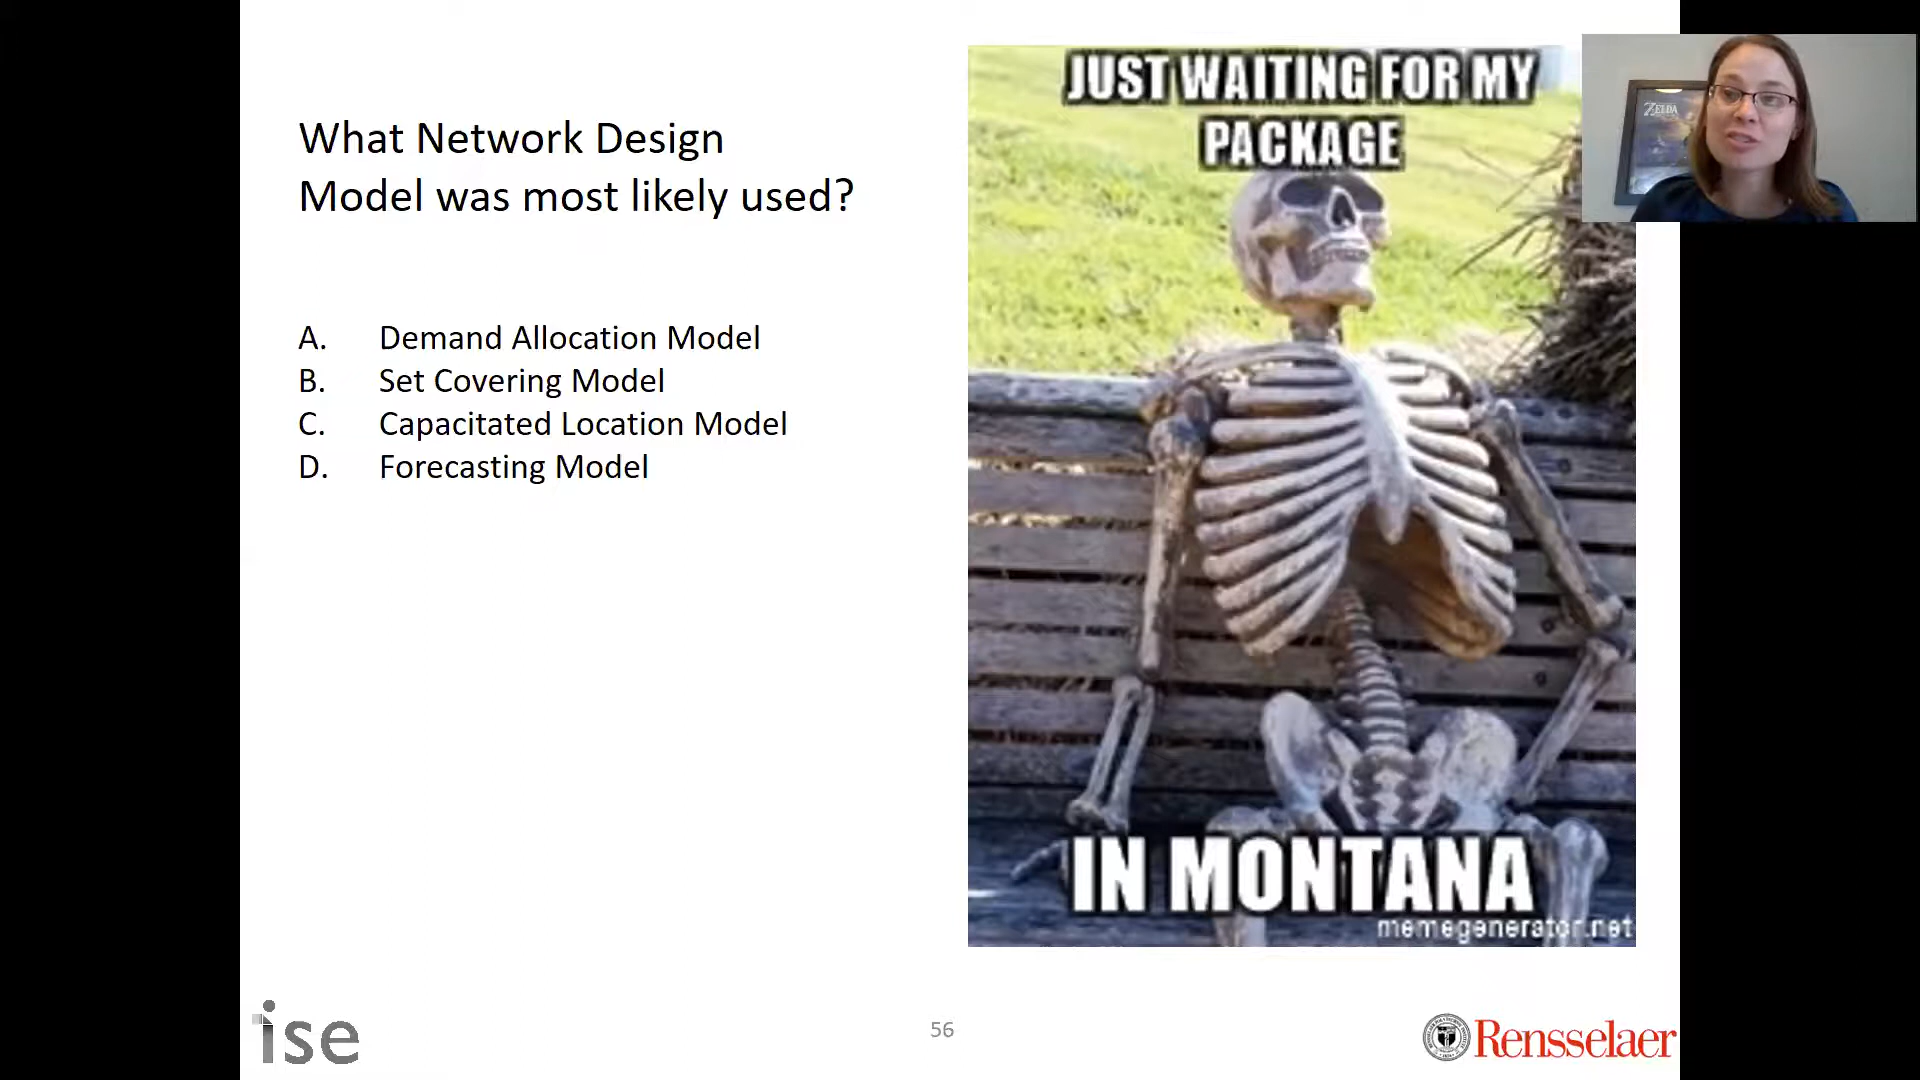 What Network Design
Model was most likely used?
A. Demand Allocation Model
B. Set Covering Model
C. Capacitated Location Model
D. Forecasting Model
JUST WAITING FOR MY
PACKAGE
IN MONTANA
memegenerator.net
ZELDA
ise
56
Rensselaer